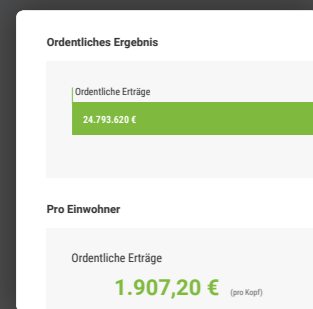 Ordentliches Ergebnis
Ordentliche Erträge
24.793.620 €
Pro Einwohner
Ordentliche Erträge
1.907,20 € (pro Kopf)